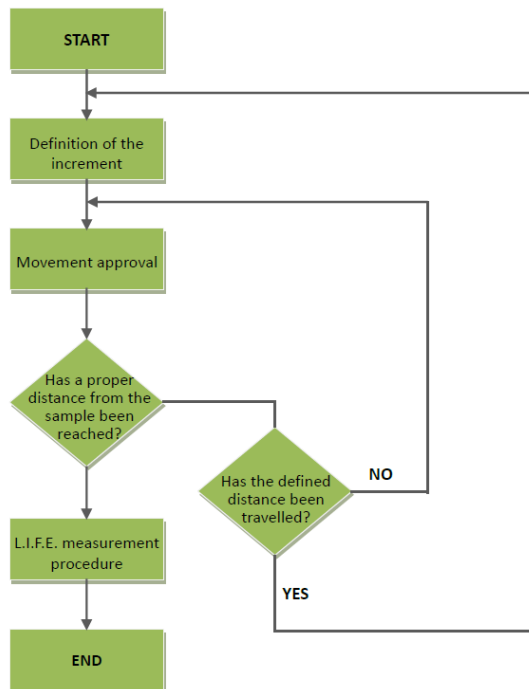 START
Definition of the
increment
Movement approval
Has a proper
distance from the
sample been
reached?
Has the defined
distance been
travelled?
NO
L.I.F.E. measurement
procedure
YES
END